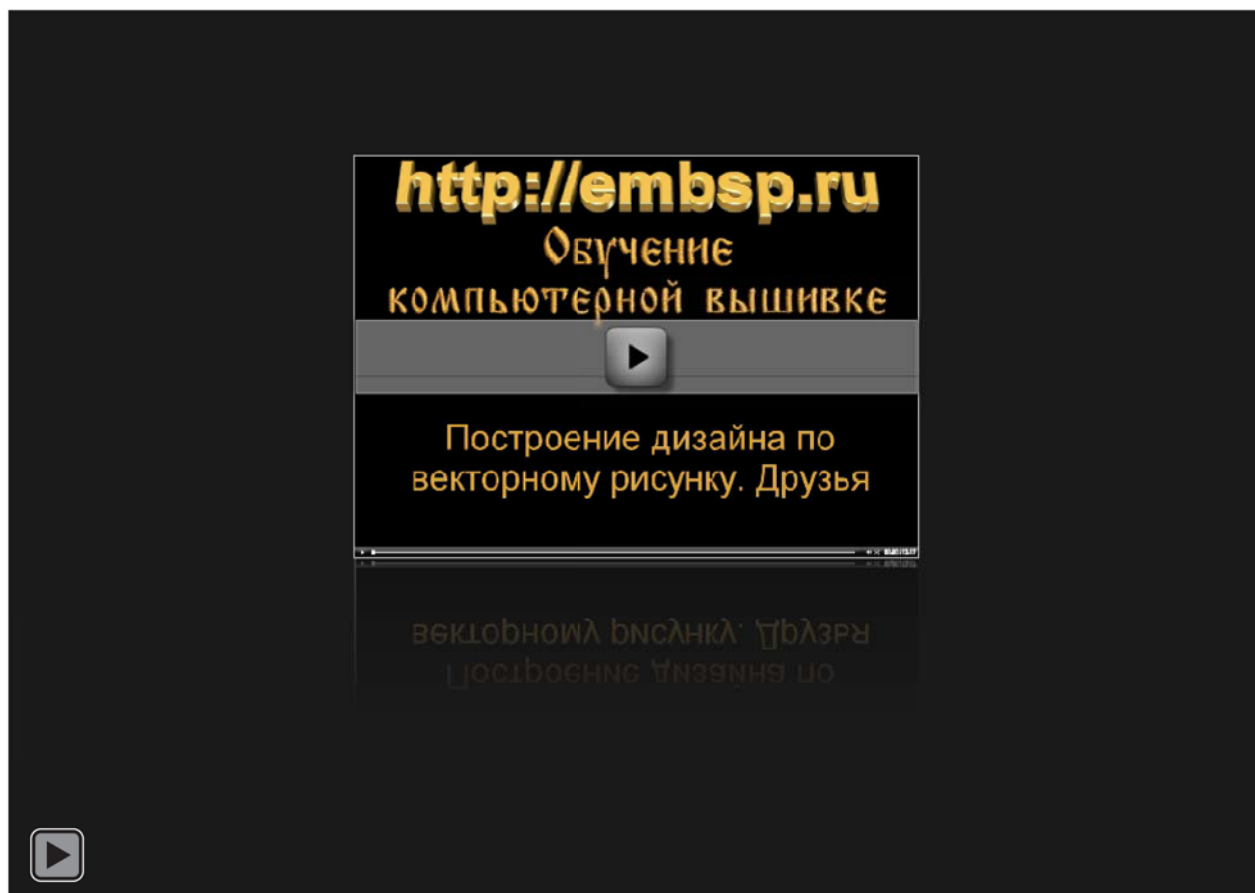 http://embsp.ru
Обучение
компьютерной вышивке
Построение дизайна по
векторному рисунку. Друзья